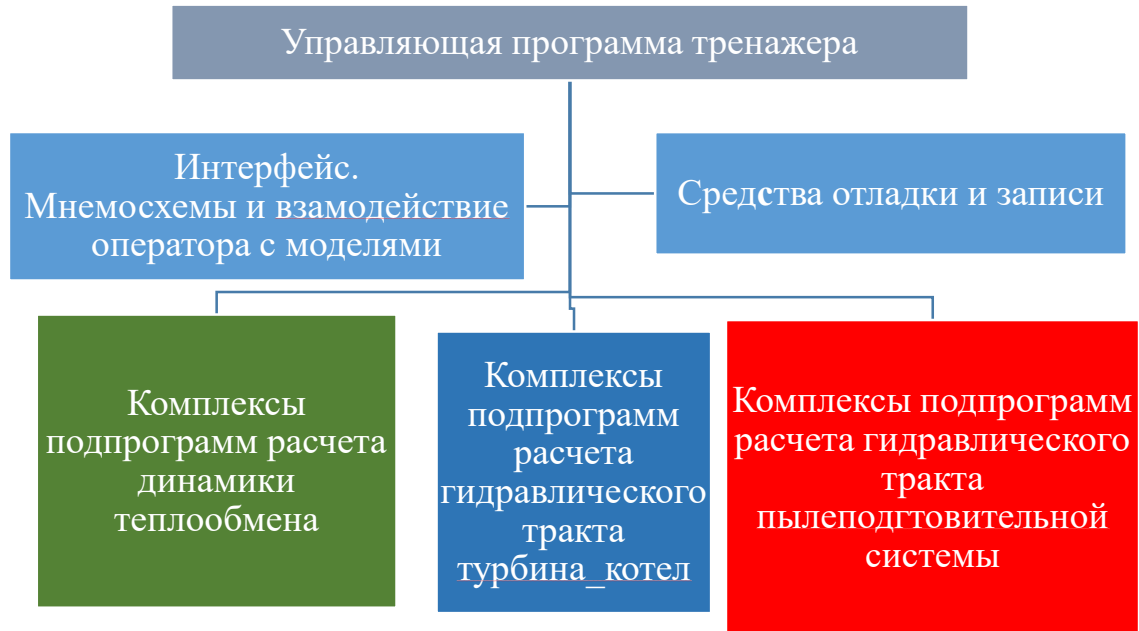 Управляющая программа тренажера
Интерфейс.
Мнемосхемы и взамодействие
оператора с моделями
Средства отладки и записи
Комплексы
подпрограмм расчета
динамики
теплообмена
Комплексы
подпрограмм
расчета
гидравлического
тракта
турбина_котел
Комплексы подпрограмм
расчета гидравлического
тракта
пылеподгтовительной
системы